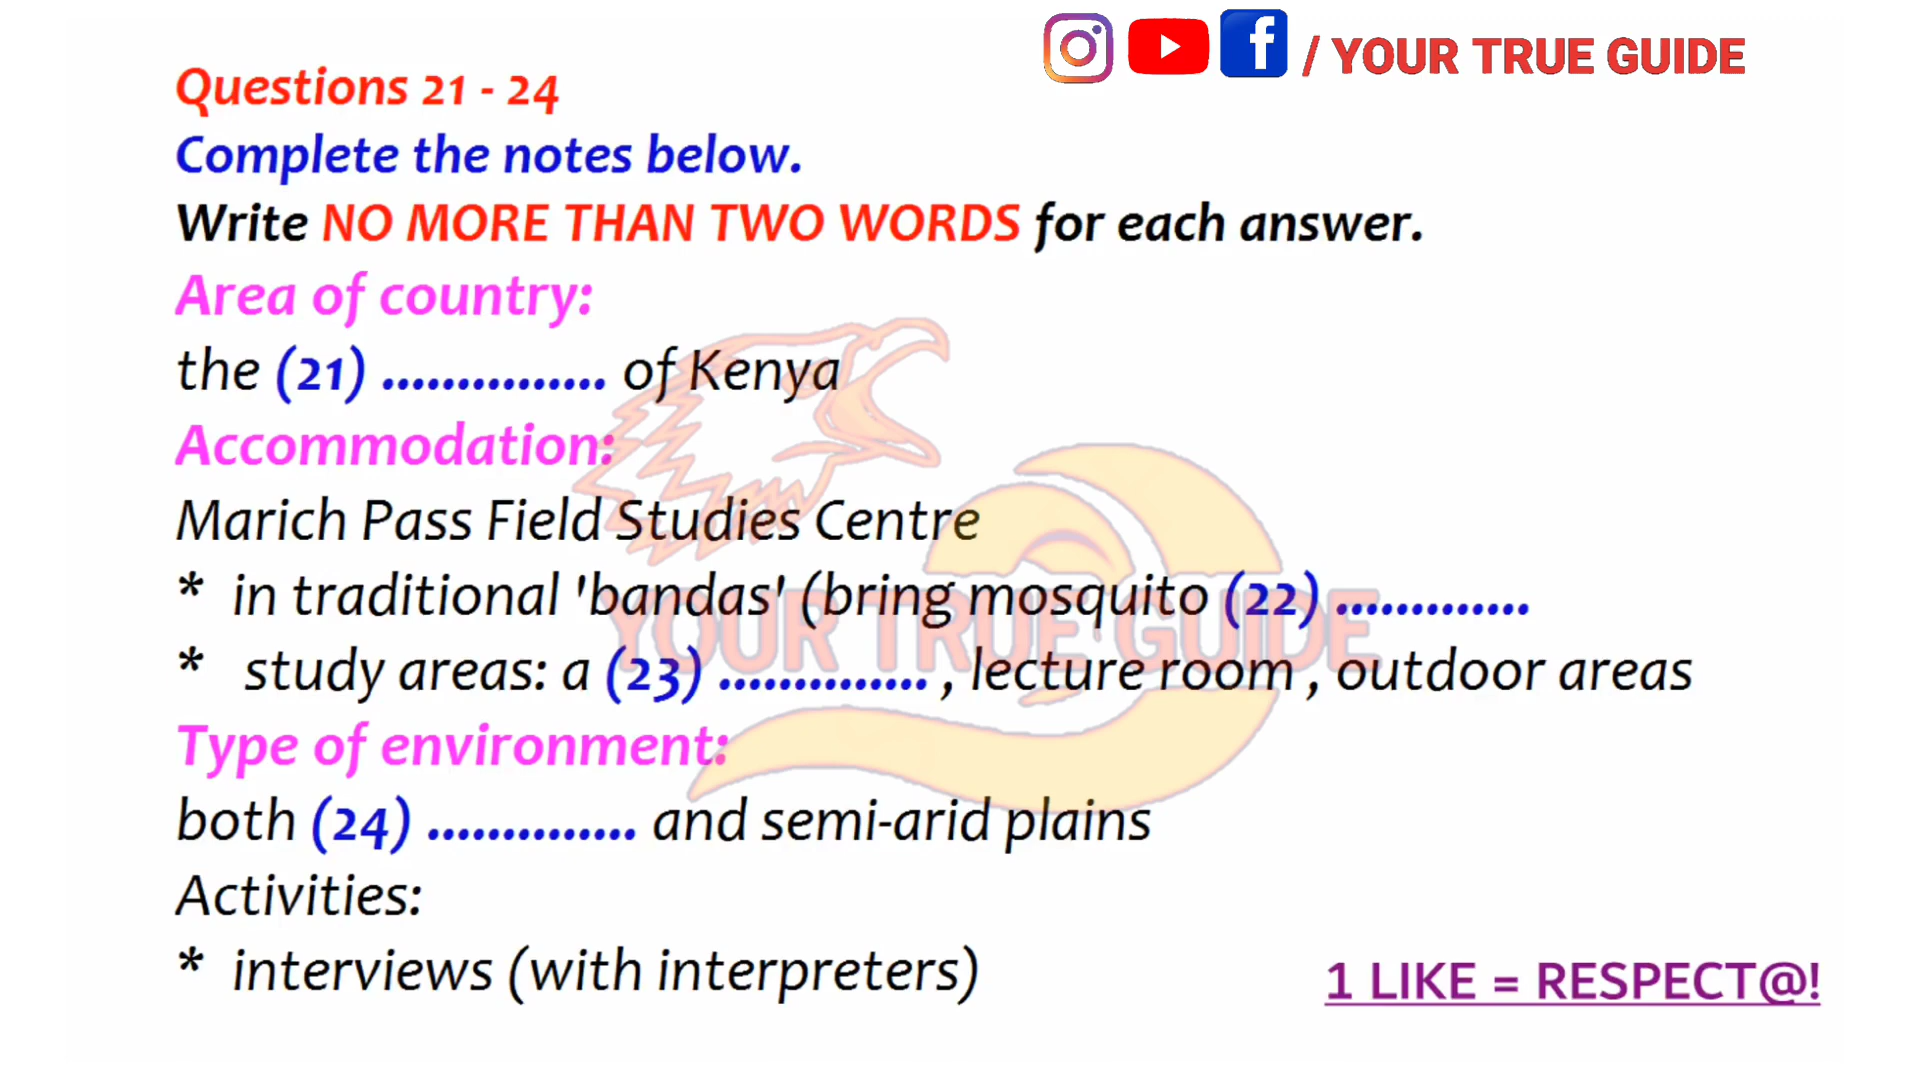 / YOUR TRUE GUIDE
Questions 21 - 24
Complete the notes below.
Write NO MORE THAN TWO WORDS for each answer.
Area of country:
the (21) ............... of Kenya
Accommodation:
Marich Pass Field Studies Centre
* in traditional 'bandas' (bring mosquito (22) .............
* study areas: a (23) .............. , lecture room , outdoor areas
YOUR TRUE GUIDE
Type of environment:
both (24) .............. and semi-arid plains
Activities:
* interviews (with interpreters)
1 LIKE = RESPECT@!